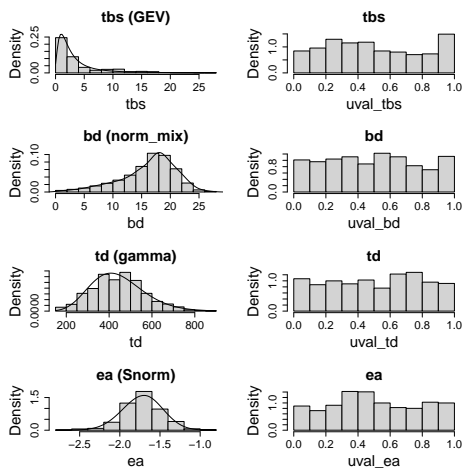 tbs (GEV)
Density
0.00
0.25
0 5 10 15 20 25
tbs
tbs
Density
0.0
1.0
0.0 0.2 0.4 0.6 0.8 1.0
uval_tbs
bd (norm_mix)
Density
0.00
0.10
0 5 10 15 20 25
bd
bd
Density
0.0
0.8
0.0 0.2 0.4 0.6 0.8 1.0
uval_bd
td (gamma)
Density
0.0000
200 400 600 800
td
td
Density
0.0
1.0
0.0 0.2 0.4 0.6 0.8 1.0
uval_td
ea (Snorm)
Density
0.0
1.5
−2.5 −2.0 −1.5 −1.0
ea
ea
Density
0.0
1.0
0.0 0.2 0.4 0.6 0.8 1.0
uval_ea